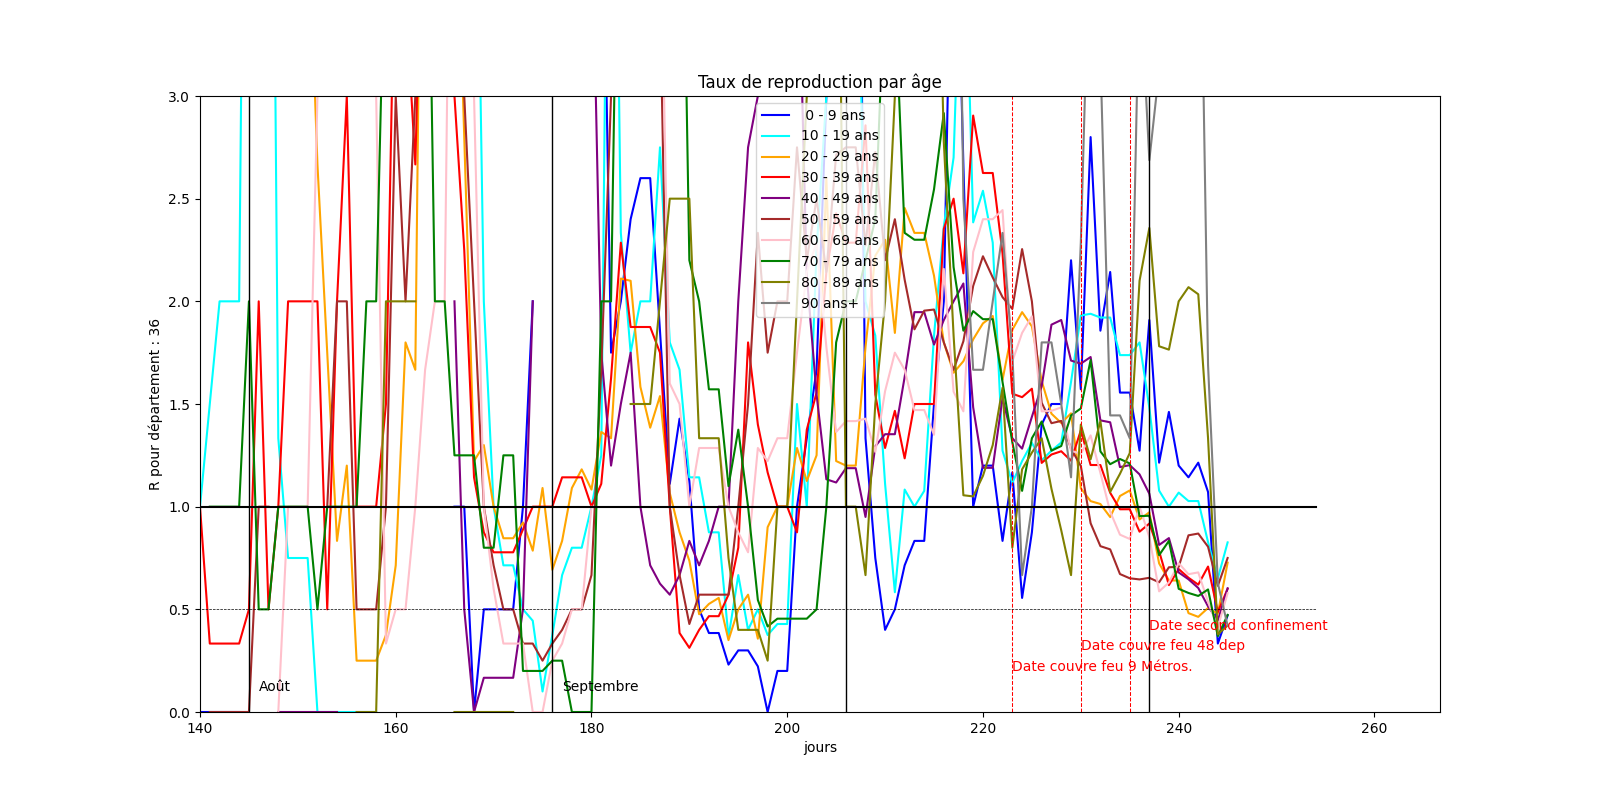 Taux de reproduction par âge
3.0
2.5
2.0
1.5
1.0
0.5
0.0
R pour département : 36
0 - 9 ans
10 - 19 ans
20 - 29 ans
30 - 39 ans
40 - 49 ans
50 - 59 ans
60 - 69 ans
70 - 79 ans
80 - 89 ans
90 ans+
Date second confinement
Date couvre feu 48 dep
Date couvre feu 9 Métros.
Août
Septembre
140
160
180
200
220
240
260
jours